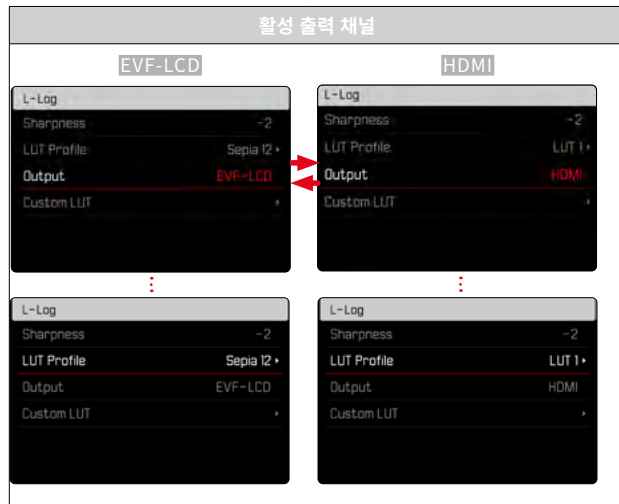 활성 출력 채널
EVF-LCD
HDMI
L-Log
Sharpness -2
LUT Profile Sepia 12
Output EVF-LCD
Custom LUT
L-Log
Sharpness -2
LUT Profile LUT 1
Output HDMI
Custom LUT
L-Log
Sharpness -2
LUT Profile Sepia 12
Output EVF-LCD
Custom LUT
L-Log
Sharpness -2
LUT Profile LUT 1
Output HDMI
Custom LUT